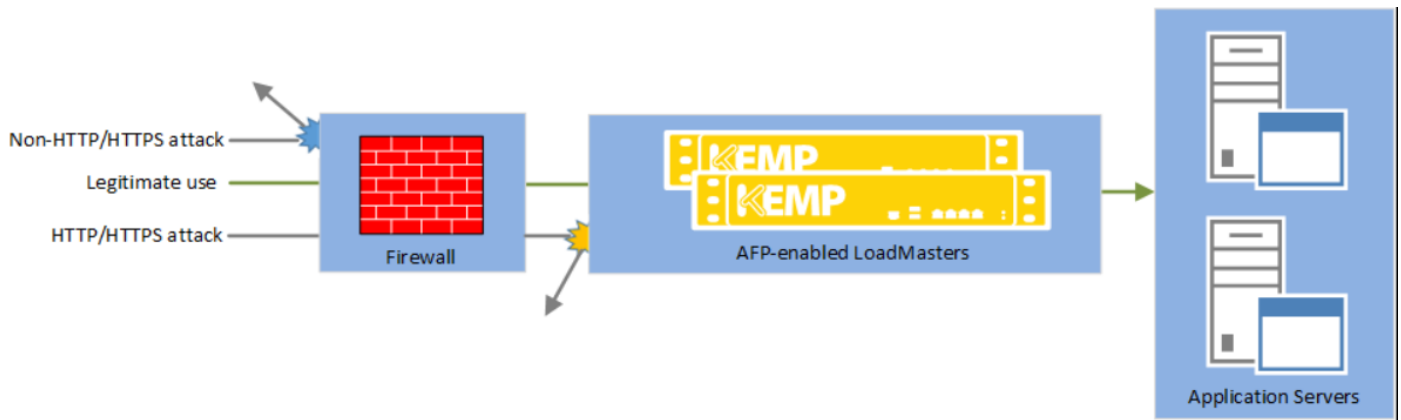 Non-HTTP/HTTPS attack
Legitimate use
HTTP/HTTPS attack
Firewall
KEMP
KEMP
AFP-enabled LoadMasters
Application Servers